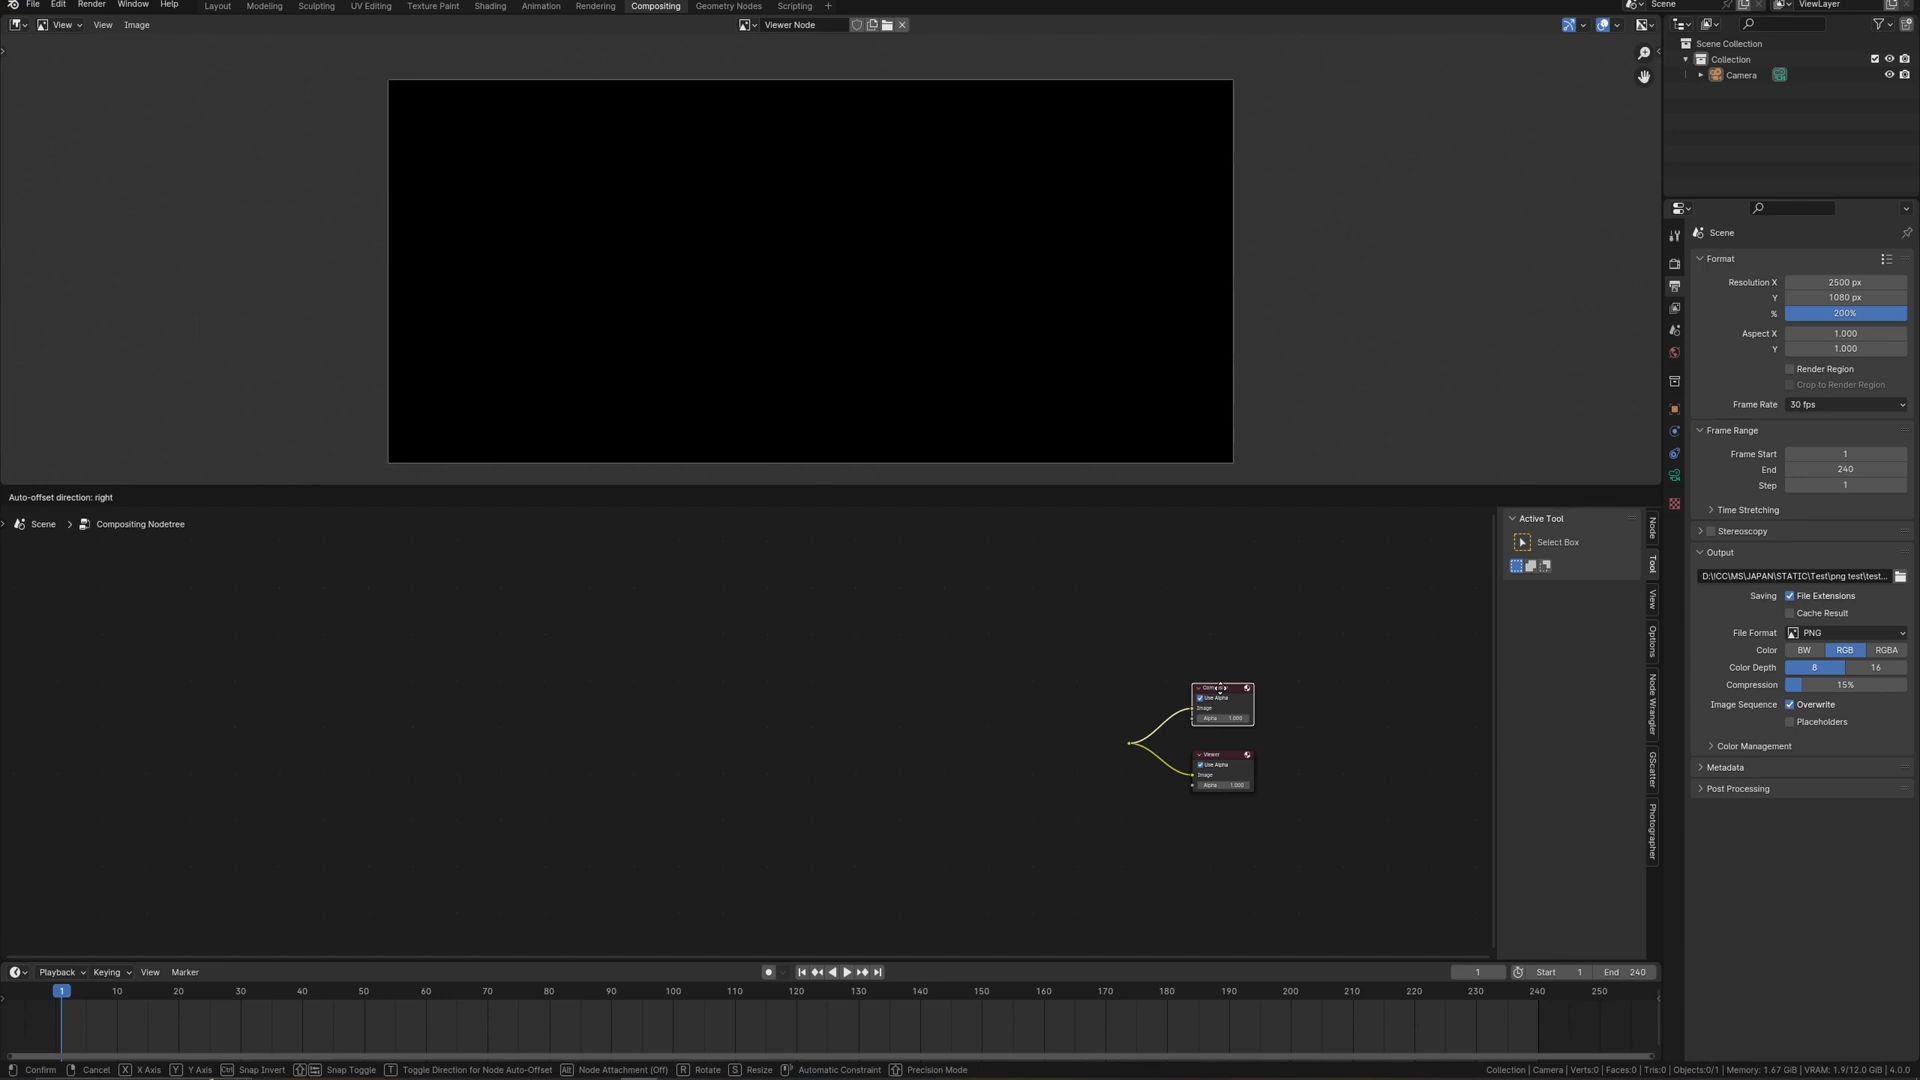 File Edit Render Window Help Layout Modeling Sculpting UV Editing Texture Paint Shading Animation Rendering Compositing Geometry Nodes Scripting + Scene ViewLayer
View View Image Viewer Node
Scene Collection
Collection
Camera
Scene
Format
Resolution X 2500 px
Y 1080 px
% 200%
Aspect X 1.000
Y 1.000
Render Region
Crop to Render Region
Frame Rate 30 fps
Frame Range
Frame Start 1
End 240
Step 1
Time Stretching
Stereoscopy
Output
D:\ICC\MS\JAPAN\STATIC\Test\png test\test...
Saving File Extensions
Cache Result
File Format PNG
Color BW RGB RGBA
Color Depth 8 16
Compression 15%
Image Sequence Overwrite
Placeholders
Color Management
Metadata
Post Processing
Auto-offset direction: right
Scene > Compositing Nodetree
Active Tool
Select Box
Node
Tool
View
Options
Node Wrangler
GScatter
Photographer
Use Alpha
Image
Alpha 1.000
Viewer
Use Alpha
Image
Alpha 1.000
Playback Keying View Marker 1 Start 1 End 240
1 10 20 30 40 50 60 70 80 90 100 110 120 130 140 150 160 170 180 190 200 210 220 230 240 250
Confirm Cancel X X Axis Y Y Axis Ctrl Snap Invert Snap Toggle T Toggle Direction for Node Auto-Offset Alt Node Attachment (Off) R Rotate S Resize Automatic Constraint Precision Mode Collection | Camera | Verts:0 | Faces:0 | Tris:0 | Objects:0/1 | Memory: 1.67 GiB | VRAM: 1.9/12.0 GiB | 4.0.0